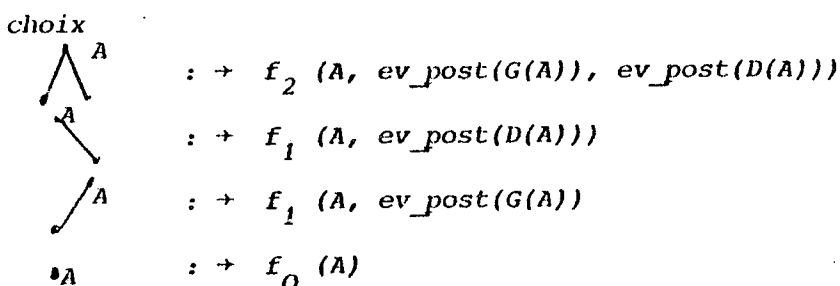 choix
A : → f2 (A, ev_post(G(A)), ev_post(D(A)))
A : → f1 (A, ev_post(D(A)))
A : → f1 (A, ev_post(G(A))
A : → f0 (A)